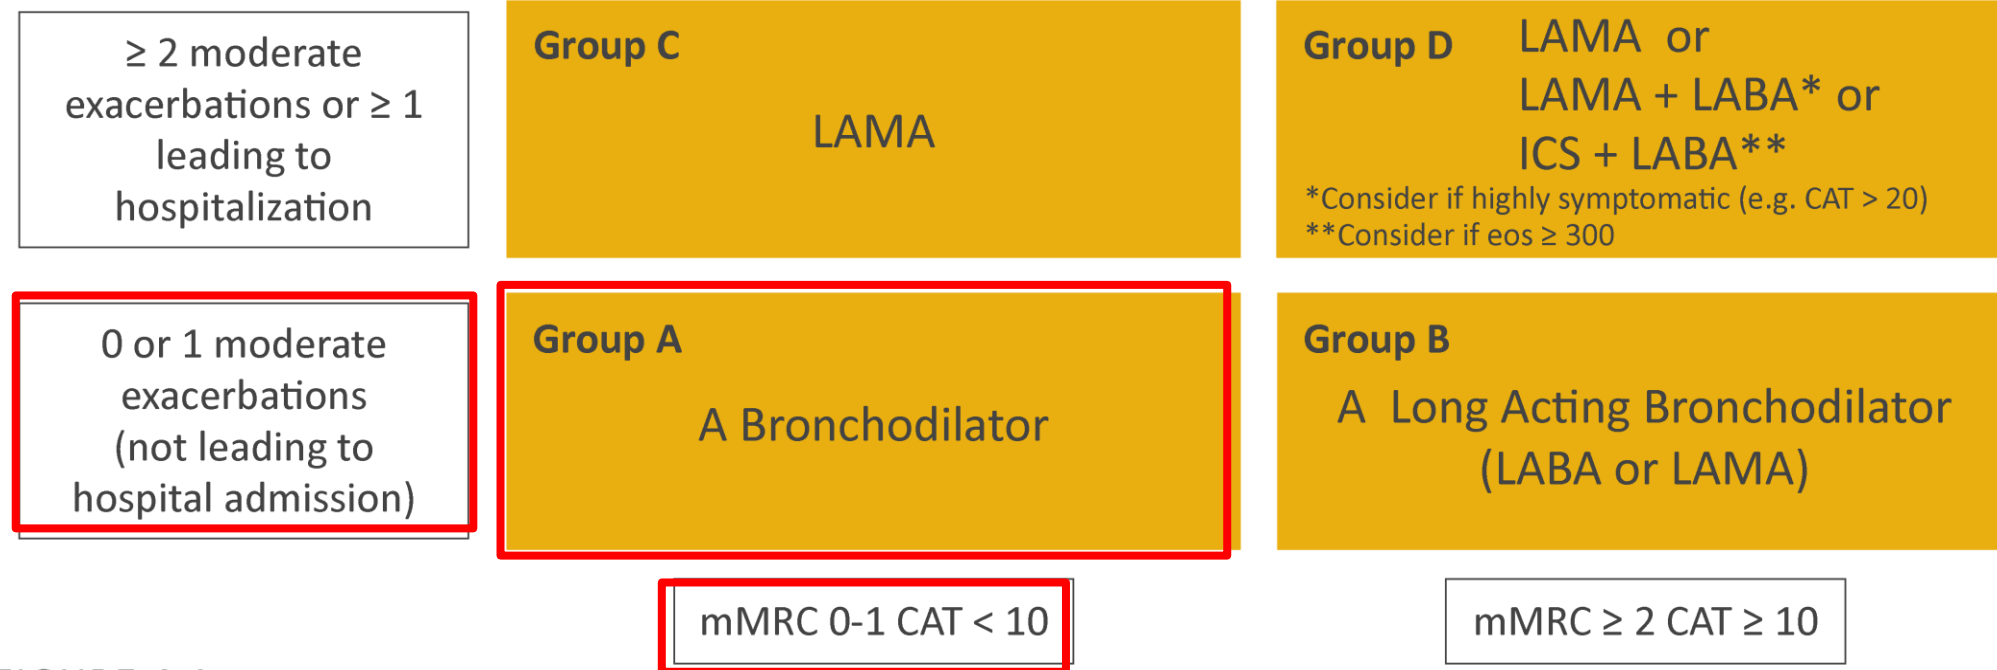 ≥ 2 moderate
exacerbations or ≥ 1
leading to
hospitalization
Group C
LAMA
Group D
LAMA or
LAMA + LABA* or
ICS + LABA**
*Consider if highly symptomatic (e.g. CAT > 20)
**Consider if eos ≥ 300
0 or 1 moderate
exacerbations
(not leading to
hospital admission)
Group A
A Bronchodilator
Group B
A Long Acting Bronchodilator
(LABA or LAMA)
mMRC 0-1 CAT < 10
mMRC ≥ 2 CAT ≥ 10